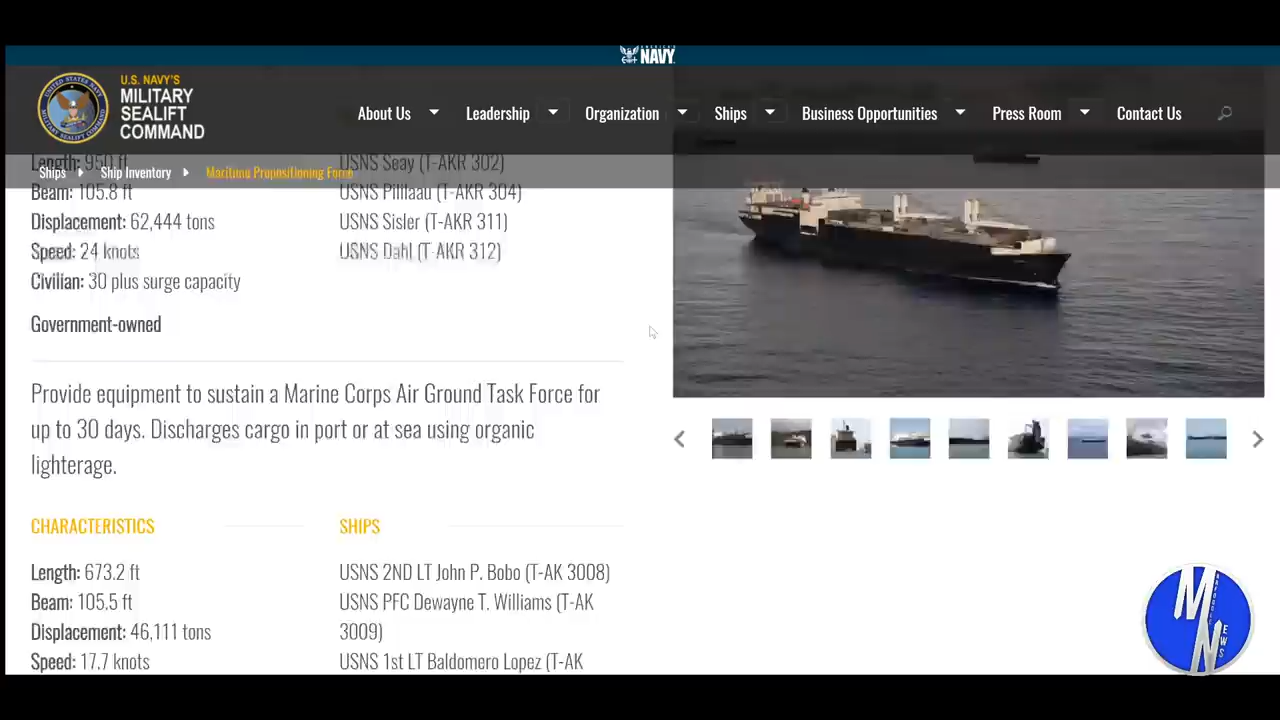 NAVY
U.S. NAVY'S
MILITARY
SEALIFT
COMMAND
About Us
Leadership
Organization
Ships
Business Opportunities
Press Room
Contact Us
Ships
Ship Inventory
Maritime Prepositioning Force
Length: 950 ft
Beam: 105.8 ft
Displacement: 62,444 tons
Speed: 24 knots
Civilian: 30 plus surge capacity
Government-owned
USNS Seay (T-AKR 302)
USNS Pililaau (T-AKR 304)
USNS Sisler (T-AKR 311)
USNS Dahl (T-AKR 312)
Provide equipment to sustain a Marine Corps Air Ground Task Force for
up to 30 days. Discharges cargo in port or at sea using organic
lighterage.
CHARACTERISTICS
Length: 673.2 ft
Beam: 105.5 ft
Displacement: 46,111 tons
Speed: 17.7 knots
SHIPS
USNS 2ND LT John P. Bobo (T-AK 3008)
USNS PFC Dewayne T. Williams (T-AK
3009)
USNS 1st LT Baldomero Lopez (T-AK
M
N
EWS